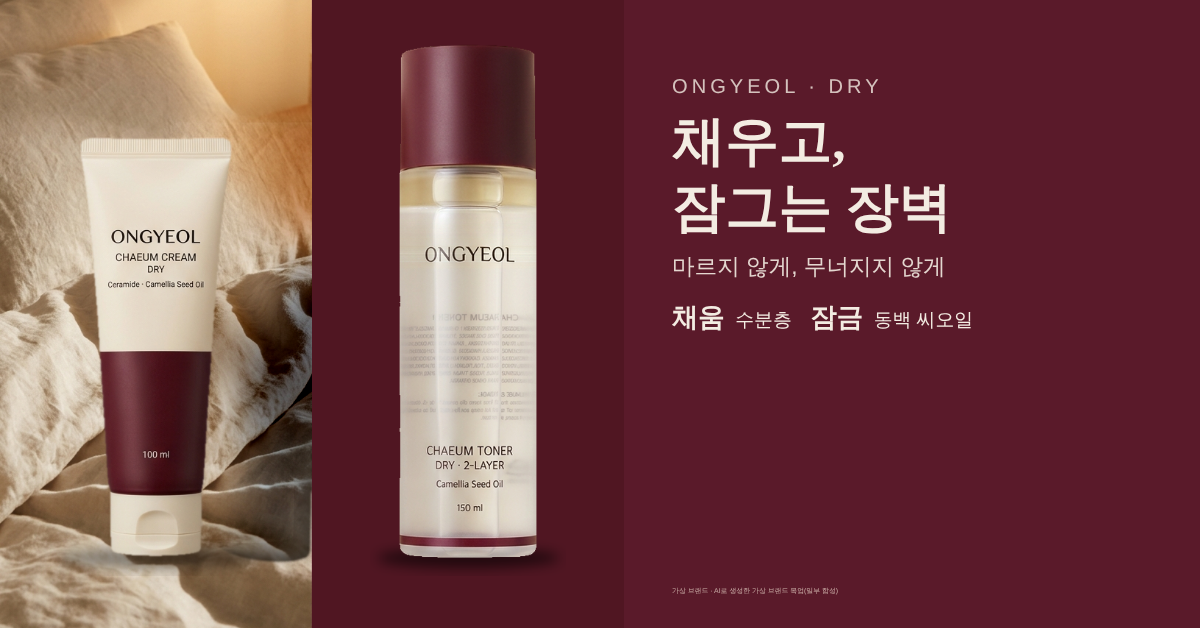 ONGYEOL
CHAEUM CREAM
DRY
Ceramide · Camellia Seed Oil
100 ml
ONGYEOL
CHAEUM TONER
DRY · 2-LAYER
Camellia Seed Oil
150 ml
ONGYEOL · DRY
채우고,
잠그는 장벽
마르지 않게, 무너지지 않게
채움 수분층 잠금 동백 씨오일
가상 브랜드 · AI로 생성한 가상 브랜드 목업(일부 합성)